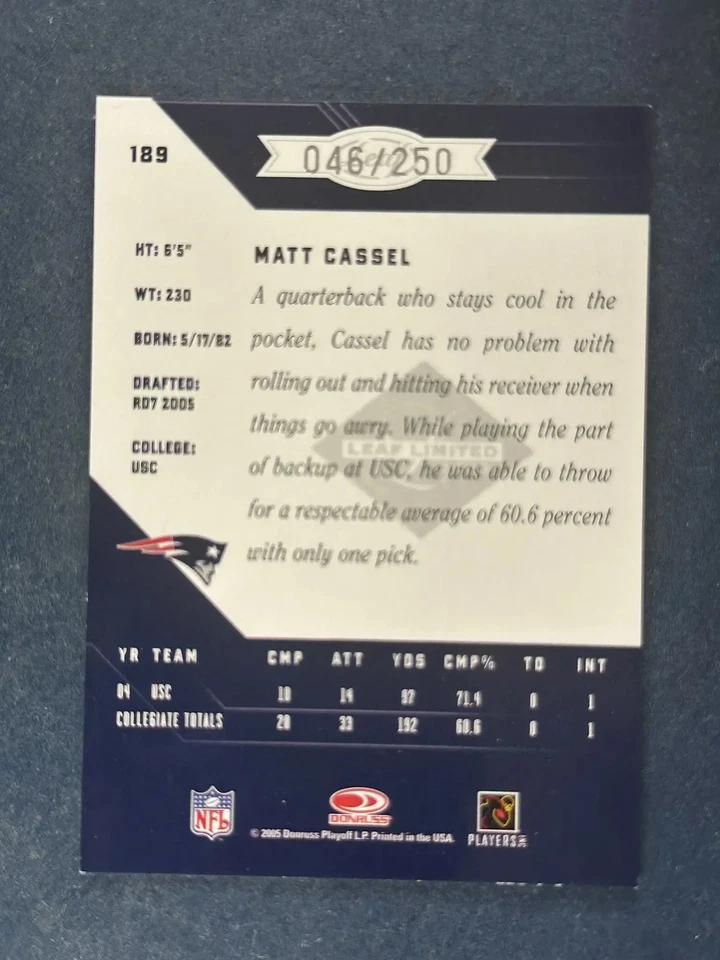 189
046/250
HT: 6'5"
WT: 230
BORN: 5/17/82
DRAFTED:
RD7 2005
COLLEGE:
USC
MATT CASSEL
A quarterback who stays cool in the
pocket, Cassel has no problem with
rolling out and hitting his receiver when
things go awry. While playing the part
of backup at USC, he was able to throw
for a respectable average of 60.6 percent
with only one pick.
LEAF LIMITED
YR TEAM CMP ATT YDS CMP% TD INT
04 USC 10 14 97 71.4 0 1
COLLEGIATE TOTALS 20 33 192 60.6 0 1
NFL
DONRUSS
© 2005 Donruss Playoff L.P. Printed in the USA.
PLAYERS INC